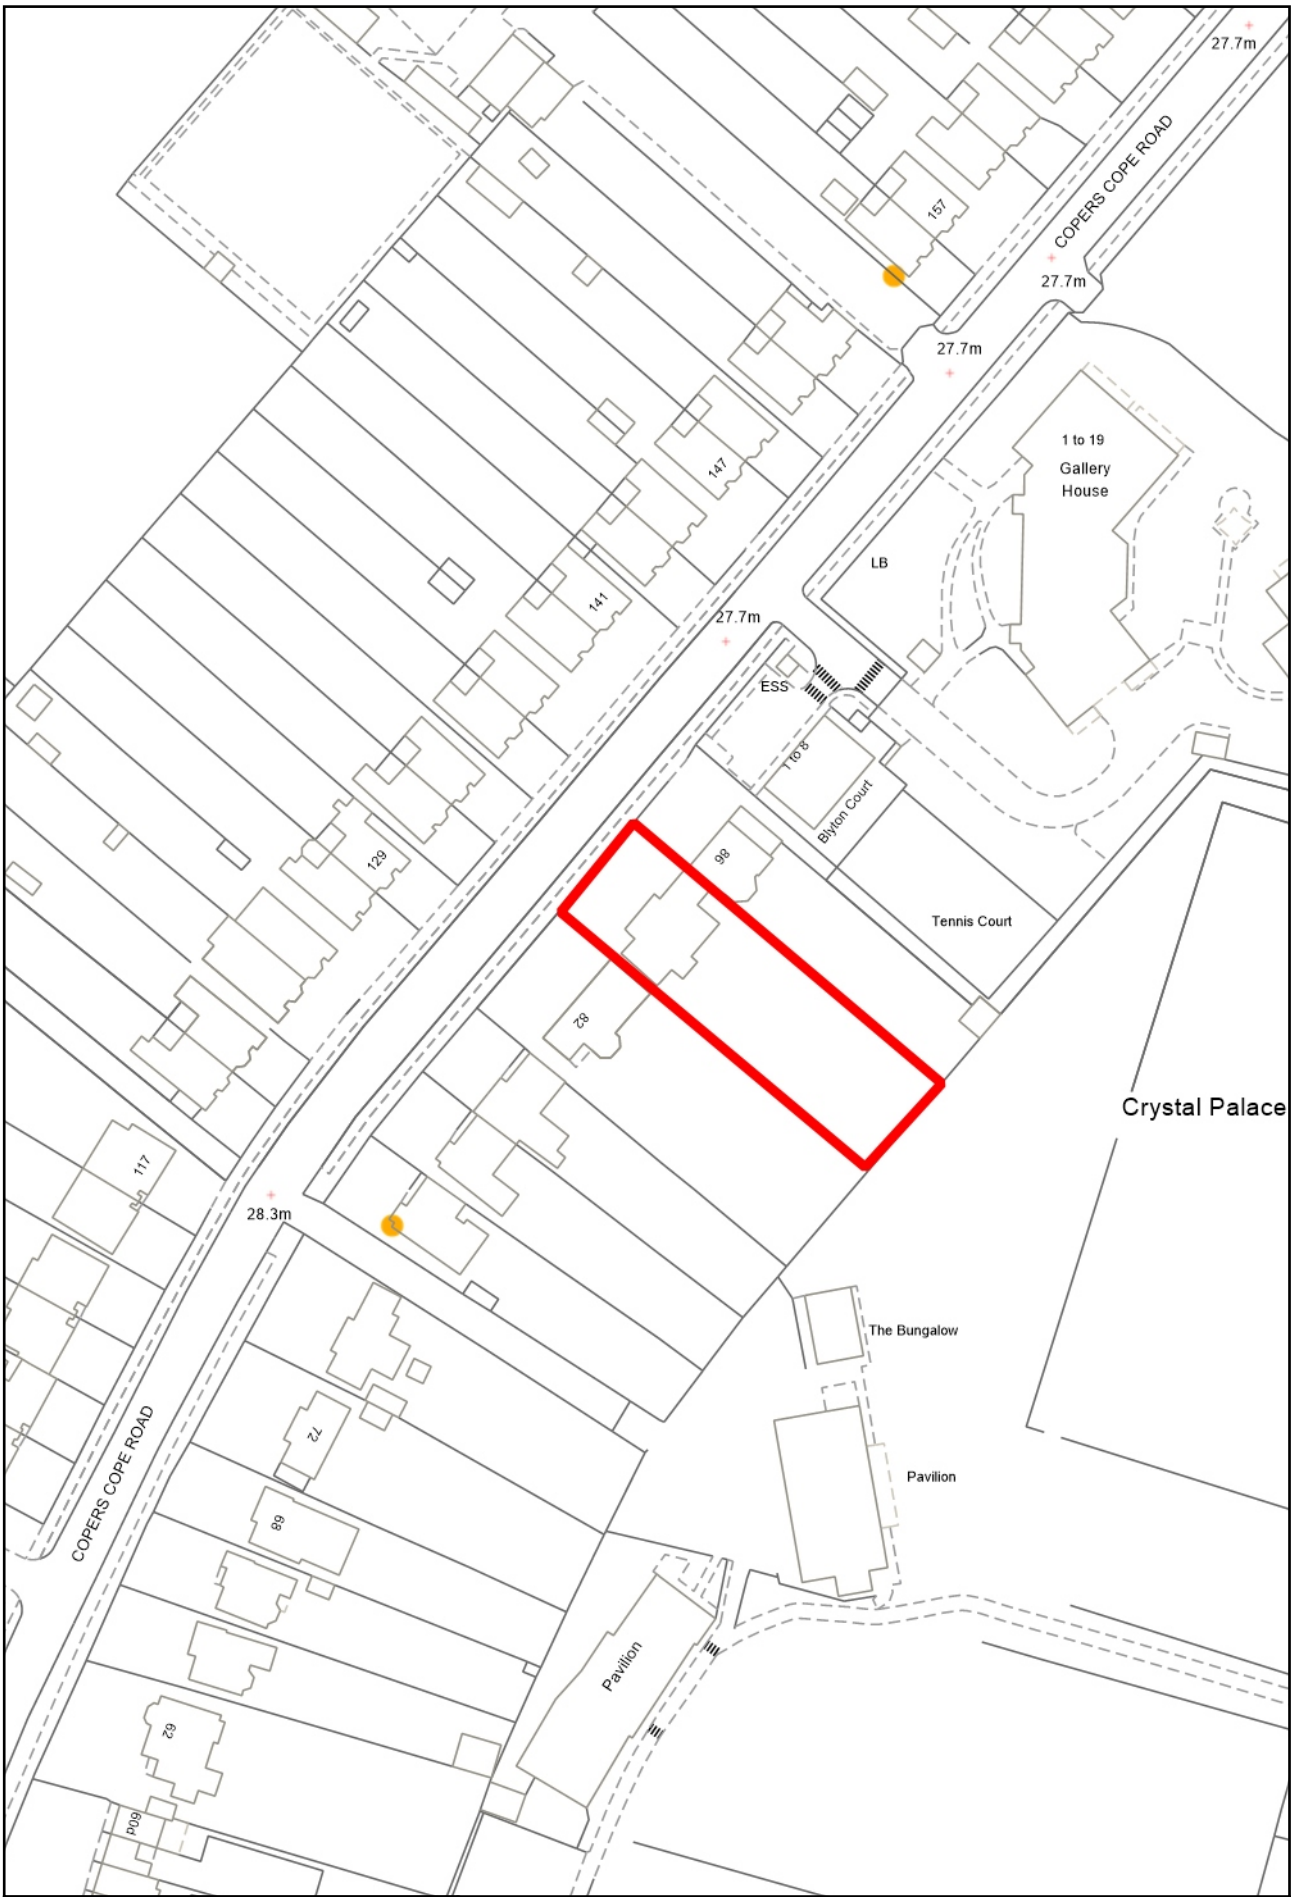 27.7m
COPERS COPE ROAD
157
27.7m
27.7m
1 to 19
Gallery
House
147
LB
141
27.7m
ESS
1 to 8
Blyton Court
129
98
Tennis Court
82
Crystal Palace
117
28.3m
The Bungalow
72
COPERS COPE ROAD
Pavilion
68
Pavilion
62
60d